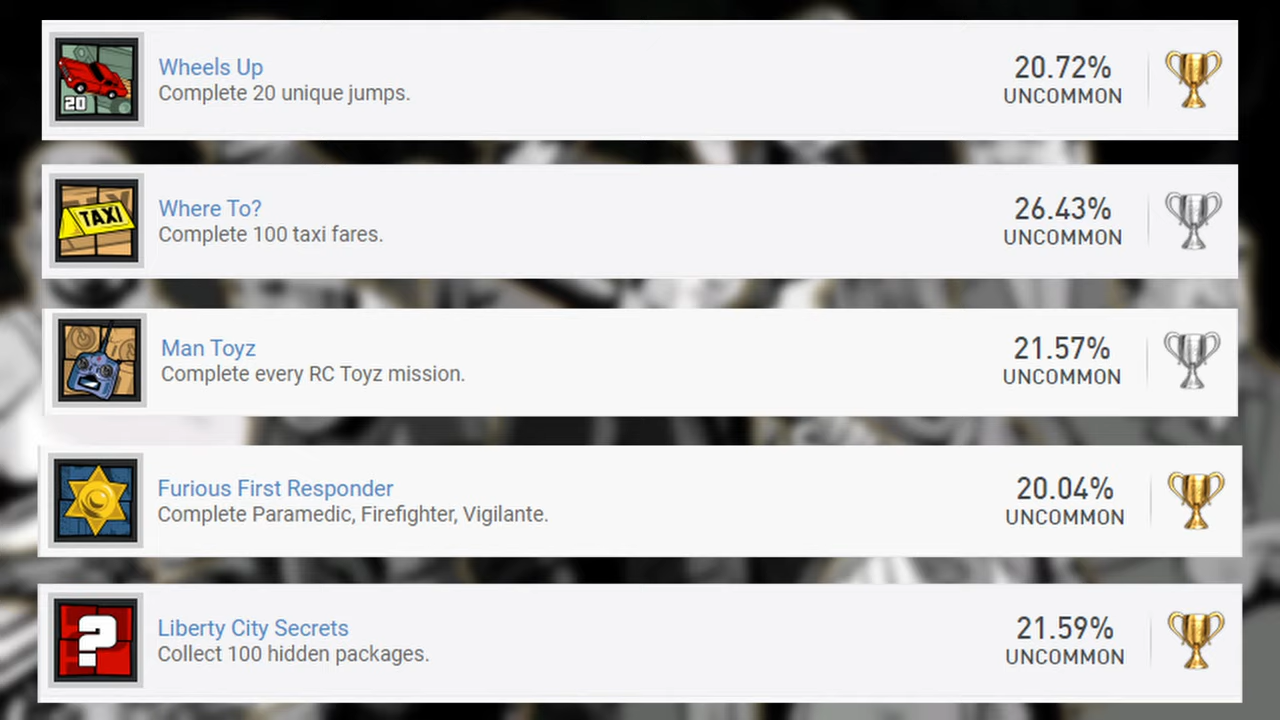 20
Wheels Up
Complete 20 unique jumps.
20.72%
UNCOMMON
TAXI
Where To?
Complete 100 taxi fares.
26.43%
UNCOMMON
Man Toyz
Complete every RC Toyz mission.
21.57%
UNCOMMON
Furious First Responder
Complete Paramedic, Firefighter, Vigilante.
20.04%
UNCOMMON
?
Liberty City Secrets
Collect 100 hidden packages.
21.59%
UNCOMMON